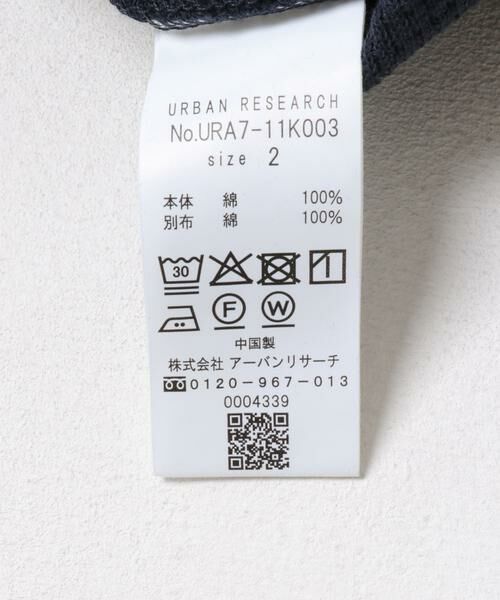 URBAN RESEARCH
No.URA7-11K003
size 2
本体 綿 100%
別布 綿 100%
30
F W
中国製
株式会社 アーバンリサーチ
0120-967-013
0004339